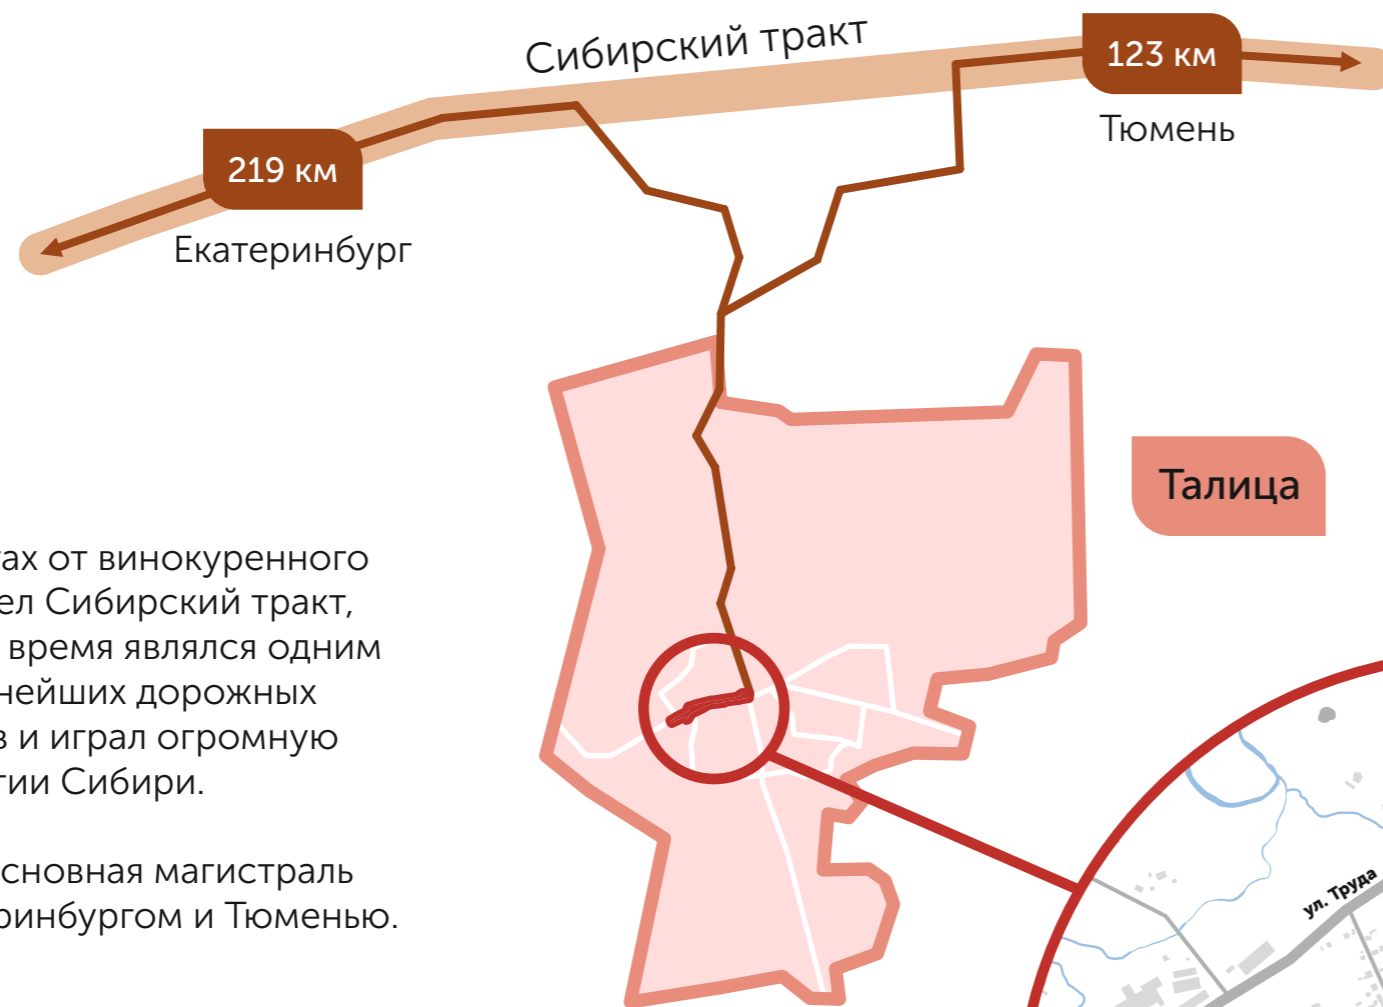 Сибирский тракт
123 км
Тюмень
219 км
Екатеринбург
Талица
тах от винокуренного
ел Сибирский тракт,
время являлся одним
нейших дорожных
в и играл огромную
тии Сибири.
сновная магистраль
ринбургом и Тюменью.
ул. Труда